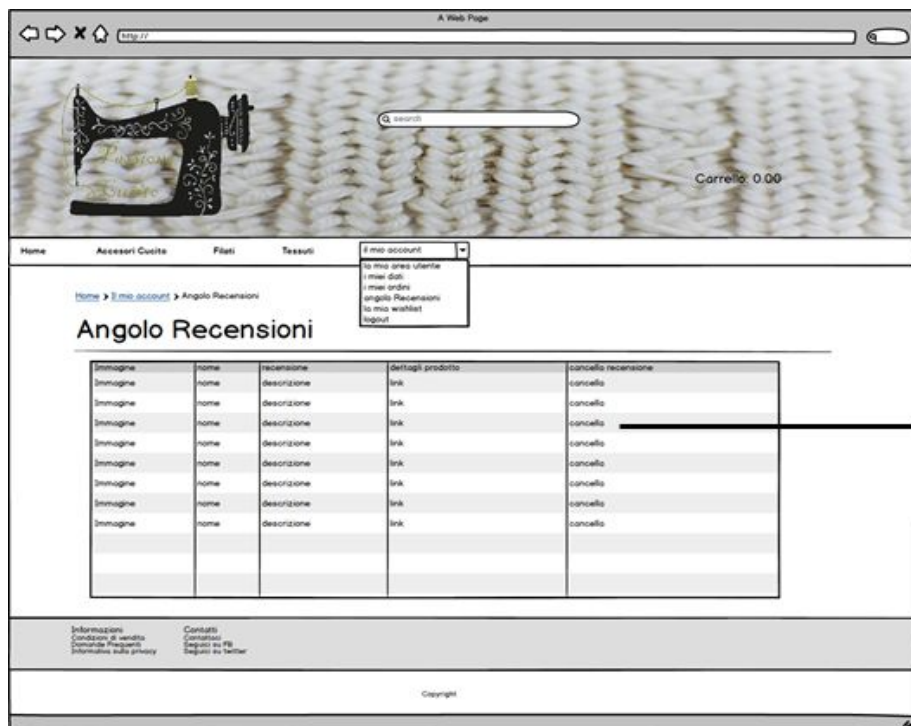 A Web Page
http://
search
Passion
Carrello: 0.00
Home Accesori Cucito Filati Tessuti il mio account
la mia area utente
i miei dati
i miei ordini
angolo Recensioni
la mia wishlist
logout
Home > Il mio account > Angolo Recensioni
Angolo Recensioni
Immagine nome recensione dettagli prodotto cancella recensione
Immagine nome descrizione link cancella
Immagine nome descrizione link cancella
Immagine nome descrizione link cancella
Immagine nome descrizione link cancella
Immagine nome descrizione link cancella
Immagine nome descrizione link cancella
Immagine nome descrizione link cancella
Immagine nome descrizione link cancella
Informazioni
Condizioni di vendita
Domande Frequenti
Informativa sulla privacy
Contatti
Contattaci
Seguici su FB
Seguici su twitter
Copyright